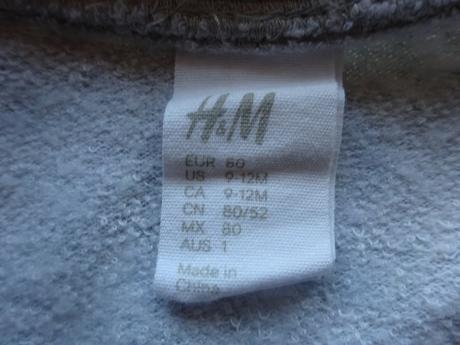 H&M
EUR 80
US 9-12M
CA 9-12M
CN 80/52
MX 80
AUS 1
Made in
China